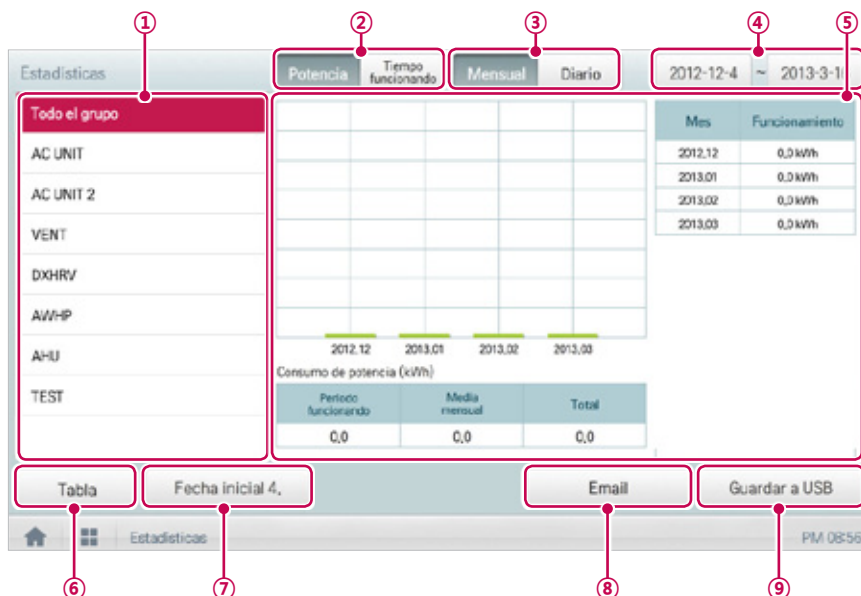 ① ② ③ ④ ⑤
Estadísticas Potencia Tiempo funcionando Mensual Diario 2012-12-4 ~ 2013-3-10
Todo el grupo
AC UNIT
AC UNIT 2
VENT
DXHRV
AWHP
AHU
TEST
2012.12 2013.01 2013.02 2013.03
Consumo de potencia (kWh)
Periodo funcionando Media mensual Total
0,0 0,0 0,0
Mes Funcionamiento
2012.12 0,0 kWh
2013.01 0,0 kWh
2013.02 0,0 kWh
2013.03 0,0 kWh
Tabla Fecha inicial 4. Email Guardar a USB
Estadísticas PM 08:56
⑥ ⑦ ⑧ ⑨